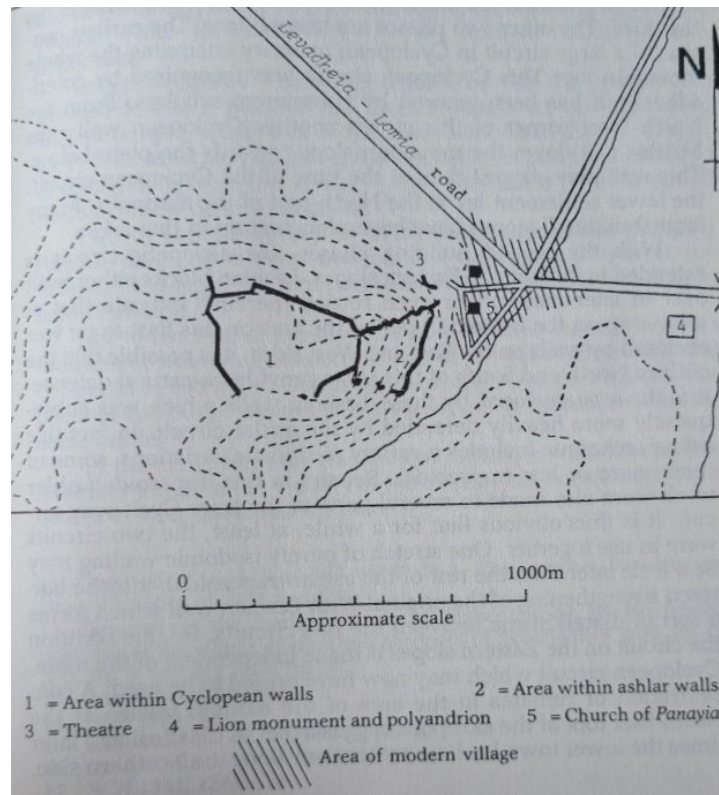 N
Levadheia Lamia road
3
1
2
5
4
0 1000m
Approximate scale
1 = Area within Cyclopean walls 2 = Area within ashlar walls
3 = Theatre 4 = Lion monument and polyandrion 5 = Church of Panayia
Area of modern village